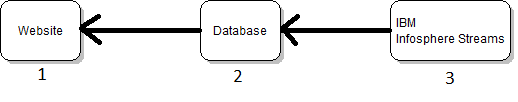 Website
Database
IBM
Infosphere Streams
1
2
3